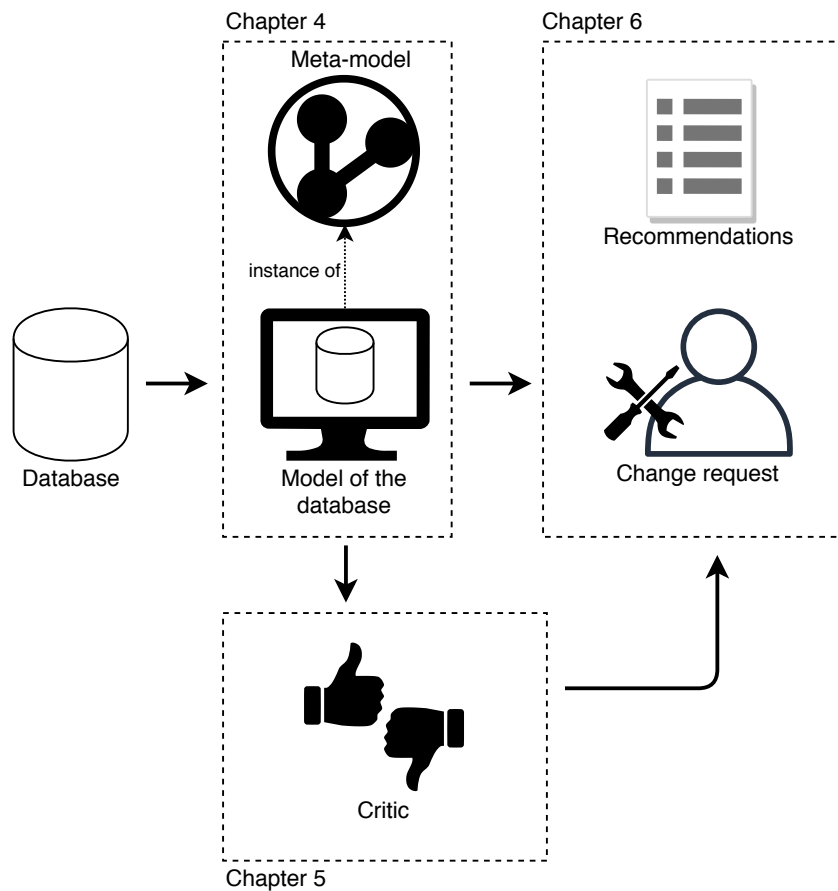 Chapter 4
Chapter 6
Meta-model
Recommendations
instance of
Database
Model of the
database
Change request
Critic
Chapter 5